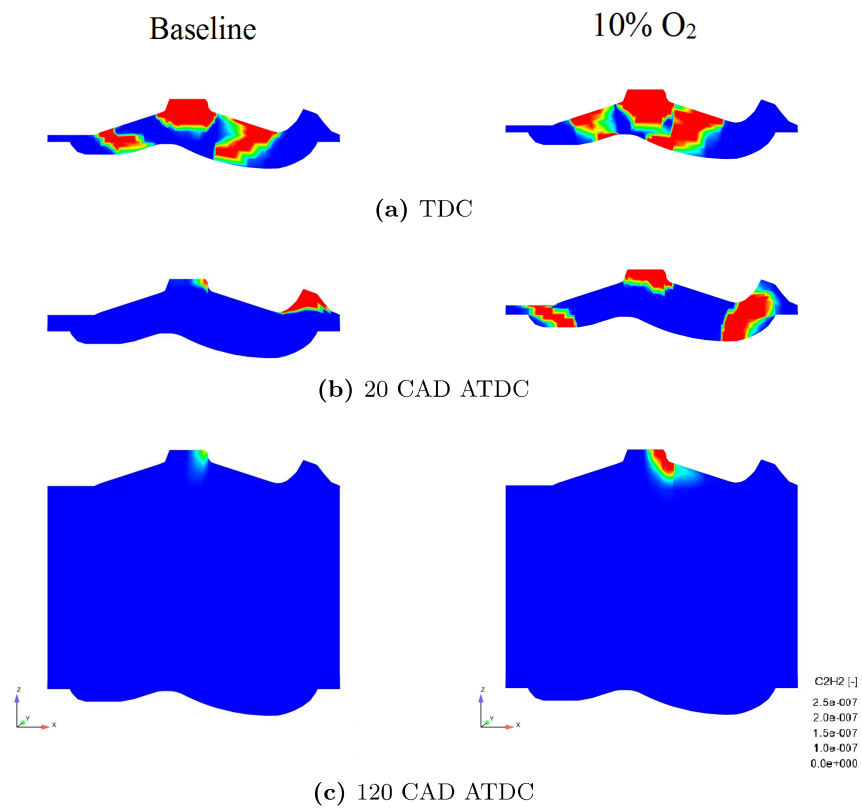 Baseline
10% O₂
(a) TDC
(b) 20 CAD ATDC
(c) 120 CAD ATDC
Z
Y
X
Z
Y
X
C2H2 [-]
2.5e-007
2.0e-007
1.5e-007
1.0e-007
0.0e+000